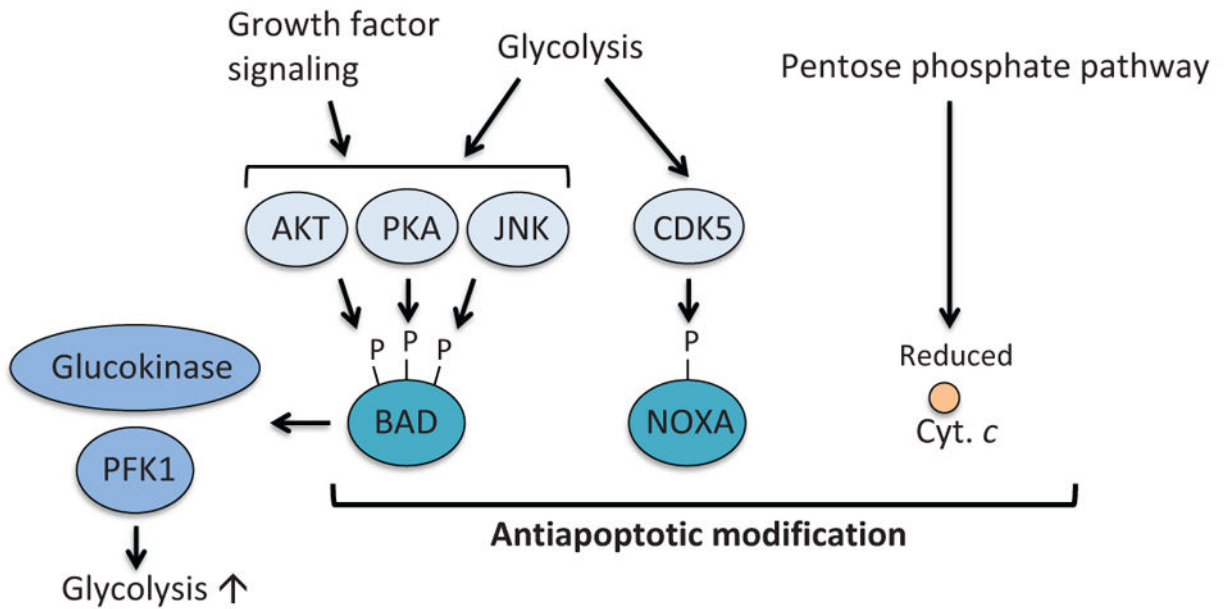 Growth factor
signaling
Glycolysis
Pentose phosphate pathway
AKT
PKA
JNK
CDK5
P
P
P
P
Glucokinase
BAD
NOXA
Reduced
Cyt. c
PFK1
Antiapoptotic modification
Glycolysis ↑